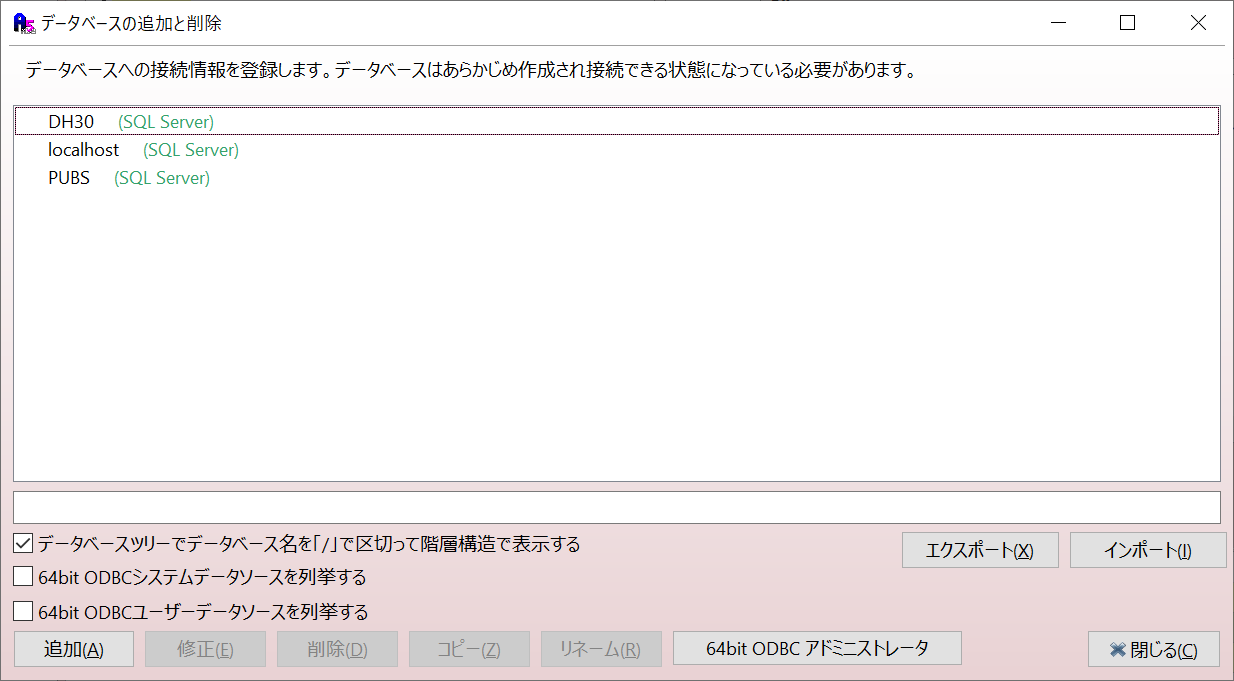 データベースの追加と削除
データベースへの接続情報を登録します。データベースはあらかじめ作成され接続できる状態になっている必要があります。
DH30 (SQL Server)
localhost (SQL Server)
PUBS (SQL Server)
データベースツリーでデータベース名を「/」で区切って階層構造で表示する
エクスポート(X) インポート(I)
64bit ODBCシステムデータソースを列挙する
64bit ODBCユーザーデータソースを列挙する
追加(A) 修正(E) 削除(D) コピー(Z) リネーム(R) 64bit ODBC アドミニストレータ 閉じる(C)